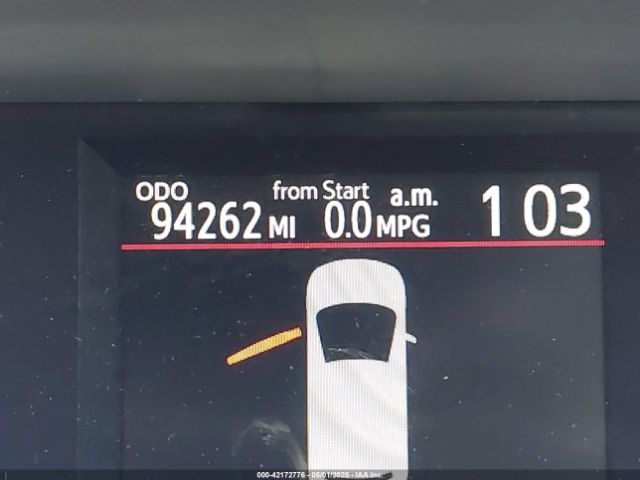 ODO from Start a.m. 1 03
94262 MI 0.0 MPG
000-42172776 - 05/01/2025 - IAA Inc.